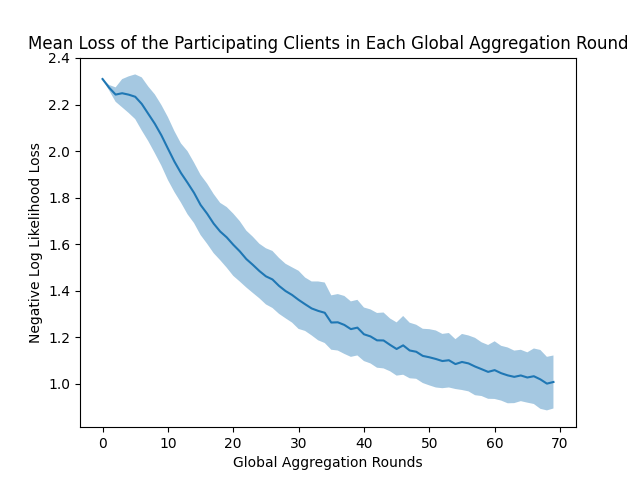 Mean Loss of the Participating Clients in Each Global Aggregation Round
2.4
2.2
2.0
1.8
1.6
1.4
1.2
1.0
Negative Log Likelihood Loss
0 10 20 30 40 50 60 70
Global Aggregation Rounds